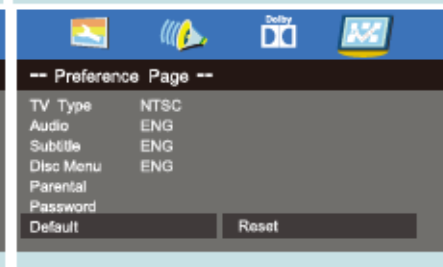 Dolby
-- Preference Page --
TV Type NTSC
Audio ENG
Subtitle ENG
Disc Menu ENG
Parental
Password
Default Reset